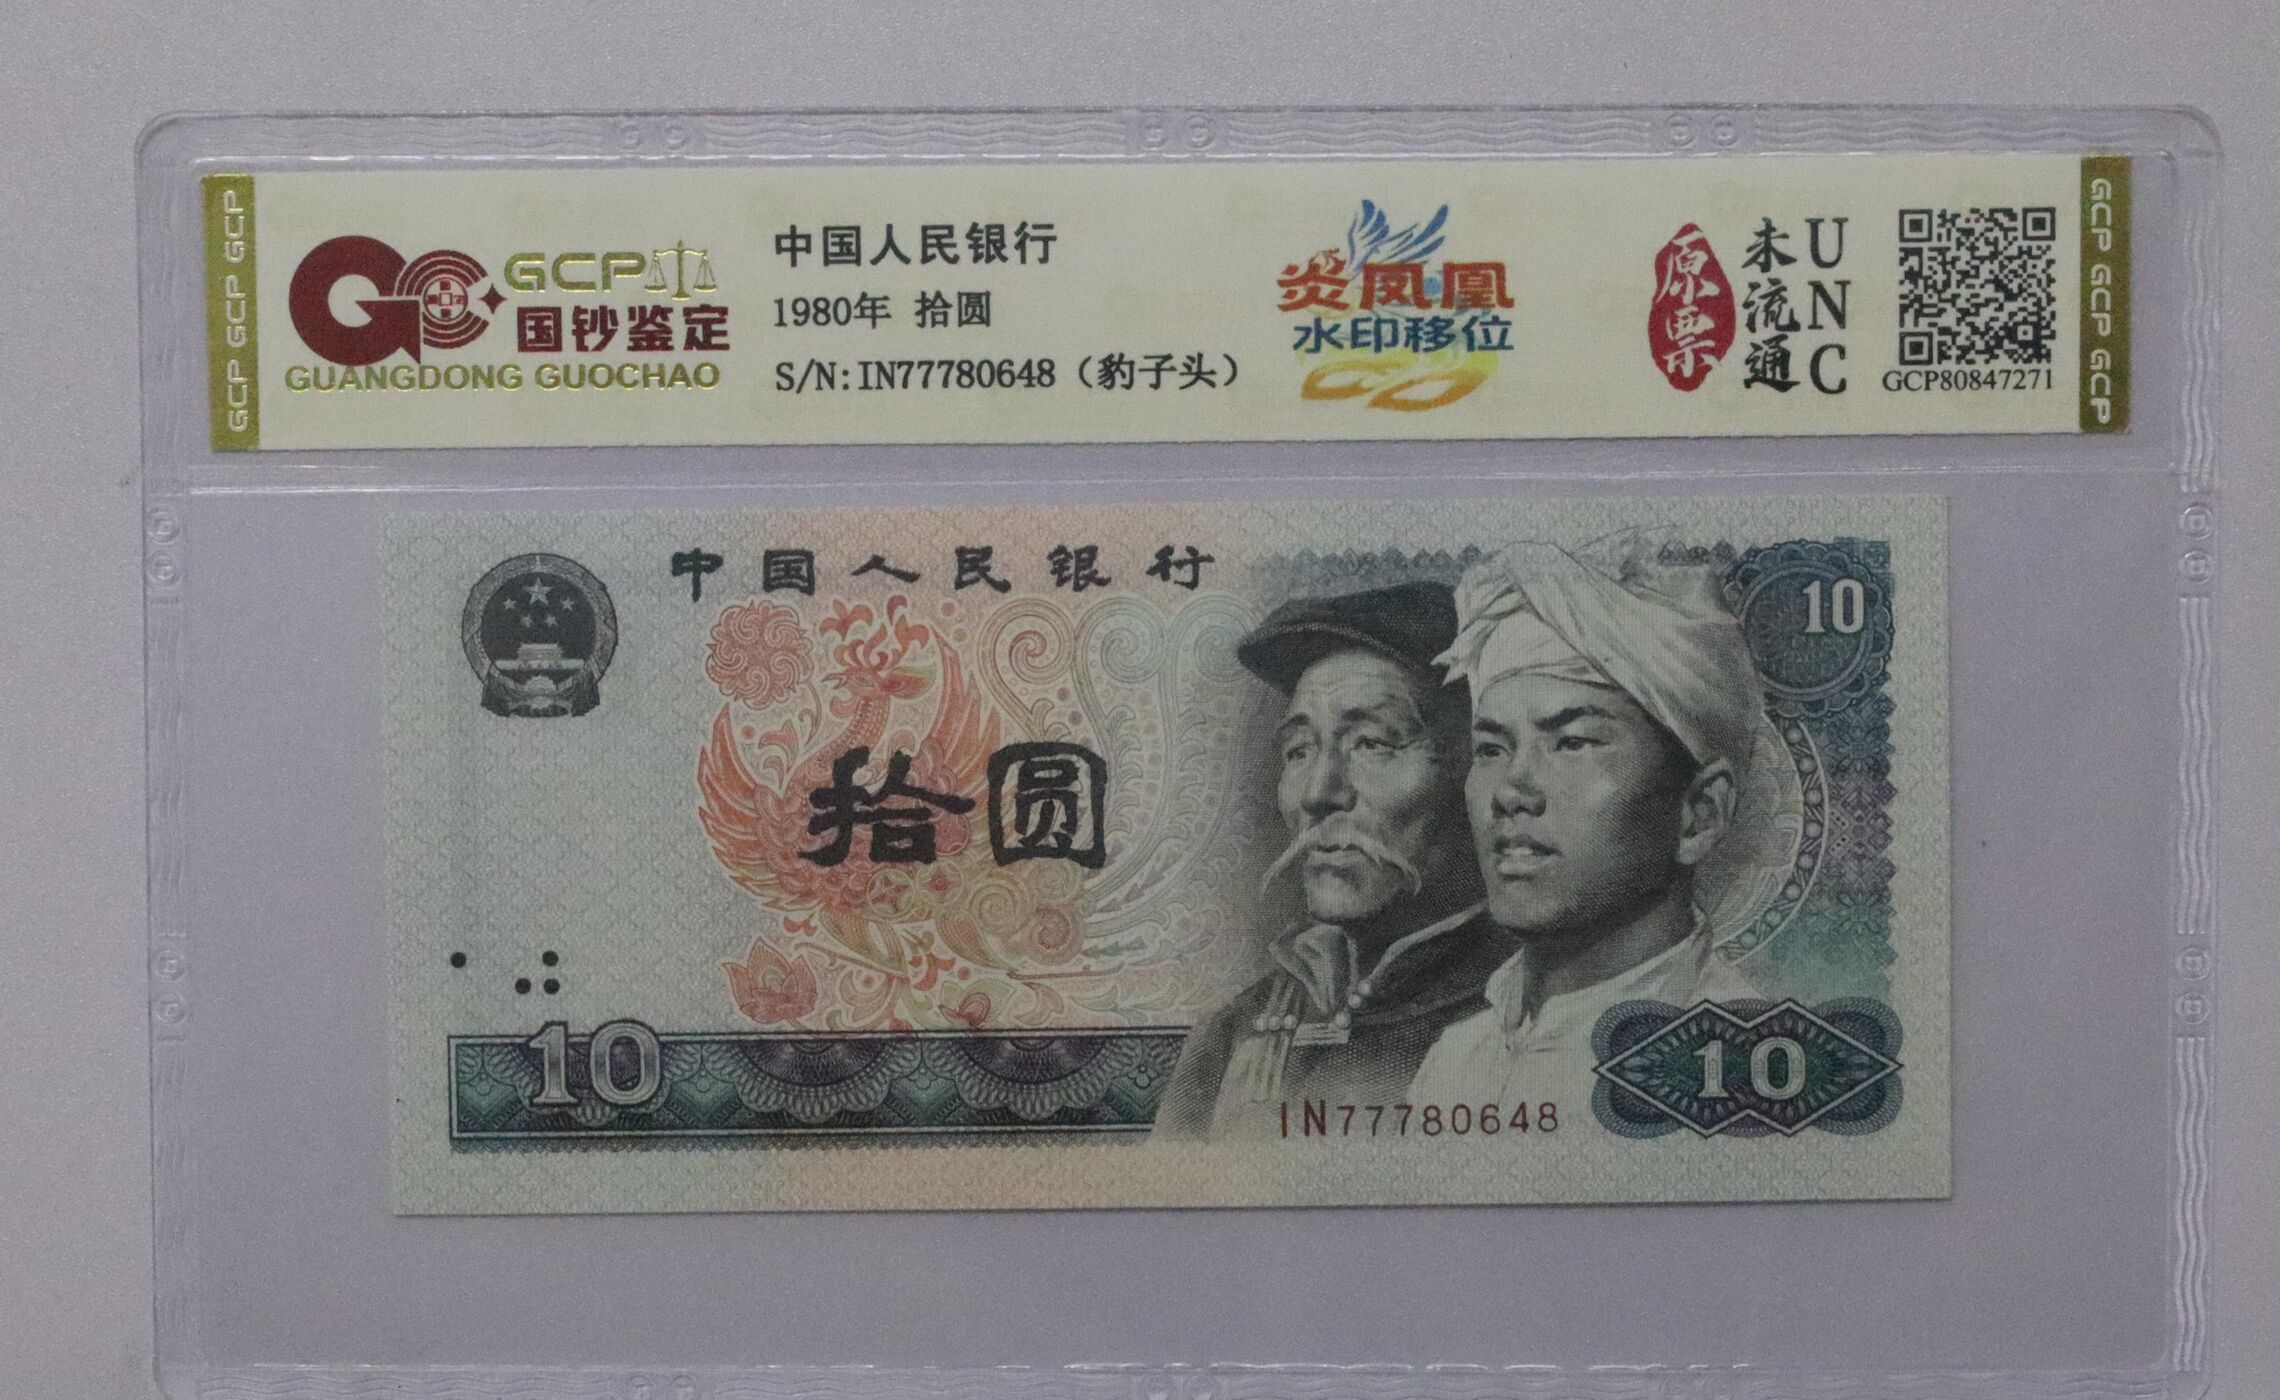 GCP GCP GCP
GCP
国钞鉴定
GUANGDONG GUOCHAO
中国人民银行
1980年 拾圆
S/N:IN77780648（豹子头）
炎凤凰
水印移位
原票
未流通
UNC
GCP80847271
GCP GCP GCP
中国人民银行
10
拾圆
10
10
IN77780648